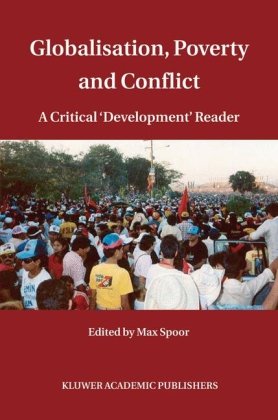 Globalisation, Poverty
and Conflict
A Critical 'Development' Reader
Edited by Max Spoor
KLUWER ACADEMIC PUBLISHERS